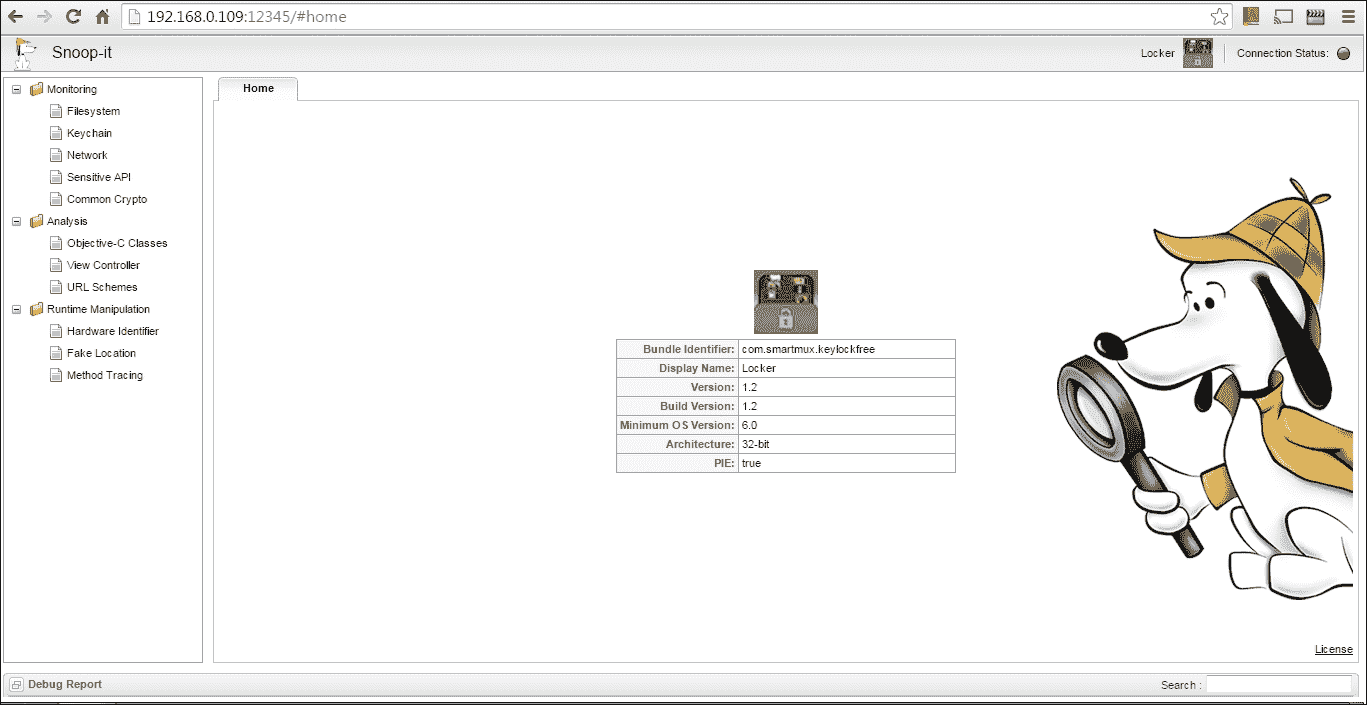 192.168.0.109:12345/#home
Snoop-it
Locker
Connection Status:
Monitoring
Filesystem
Keychain
Network
Sensitive API
Common Crypto
Analysis
Objective-C Classes
View Controller
URL Schemes
Runtime Manipulation
Hardware Identifier
Fake Location
Method Tracing
Home
Bundle Identifier: com.smartmux.keylockfree
Display Name: Locker
Version: 1.2
Build Version: 1.2
Minimum OS Version: 6.0
Architecture: 32-bit
PIE: true
License
Debug Report
Search :